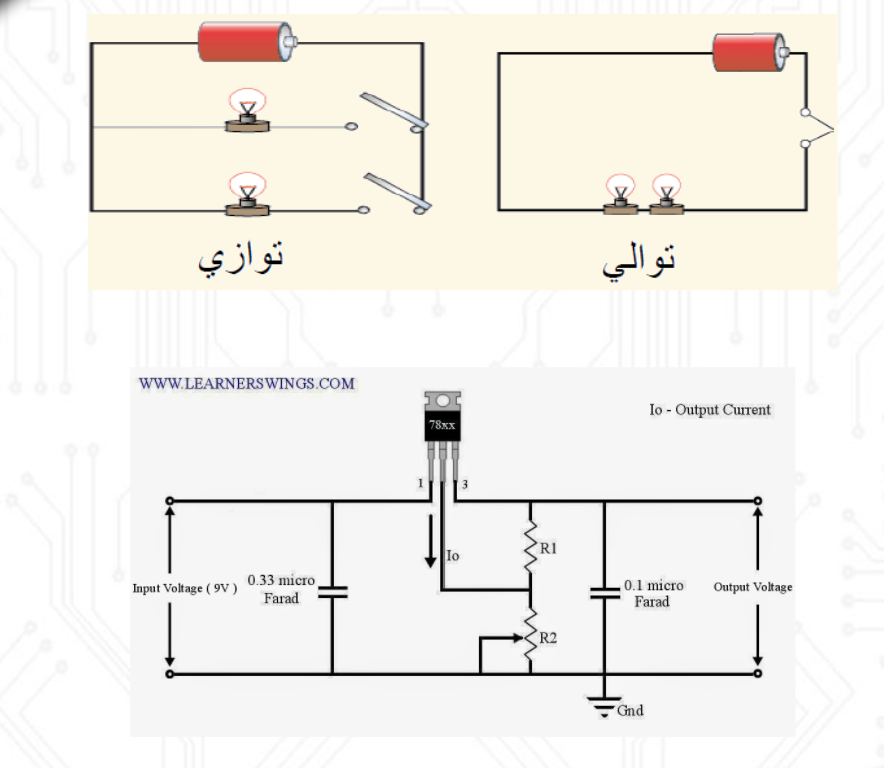 توازي
توالي
WWW.LEARNERSWINGS.COM
78xx
Io - Output Current
1
3
Io
R1
Input Voltage ( 9V )
0.33 micro
Farad
0.1 micro
Farad
Output Voltage
R2
Gnd